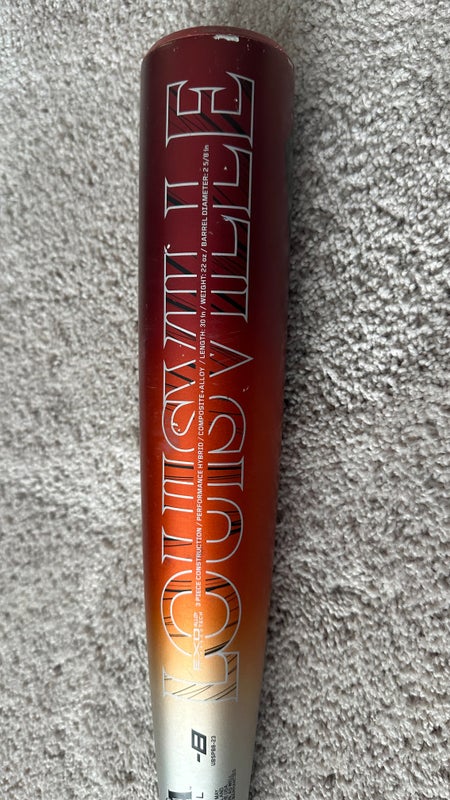 LOUISVILLE
3 PIECE CONSTRUCTION / PERFORMANCE HYBRID / COMPOSITE+ALLOY / LENGTH: 30 in / WEIGHT: 22 oz / BARREL DIAMETER: 2 5/8 in
-8
UBSPB8-23